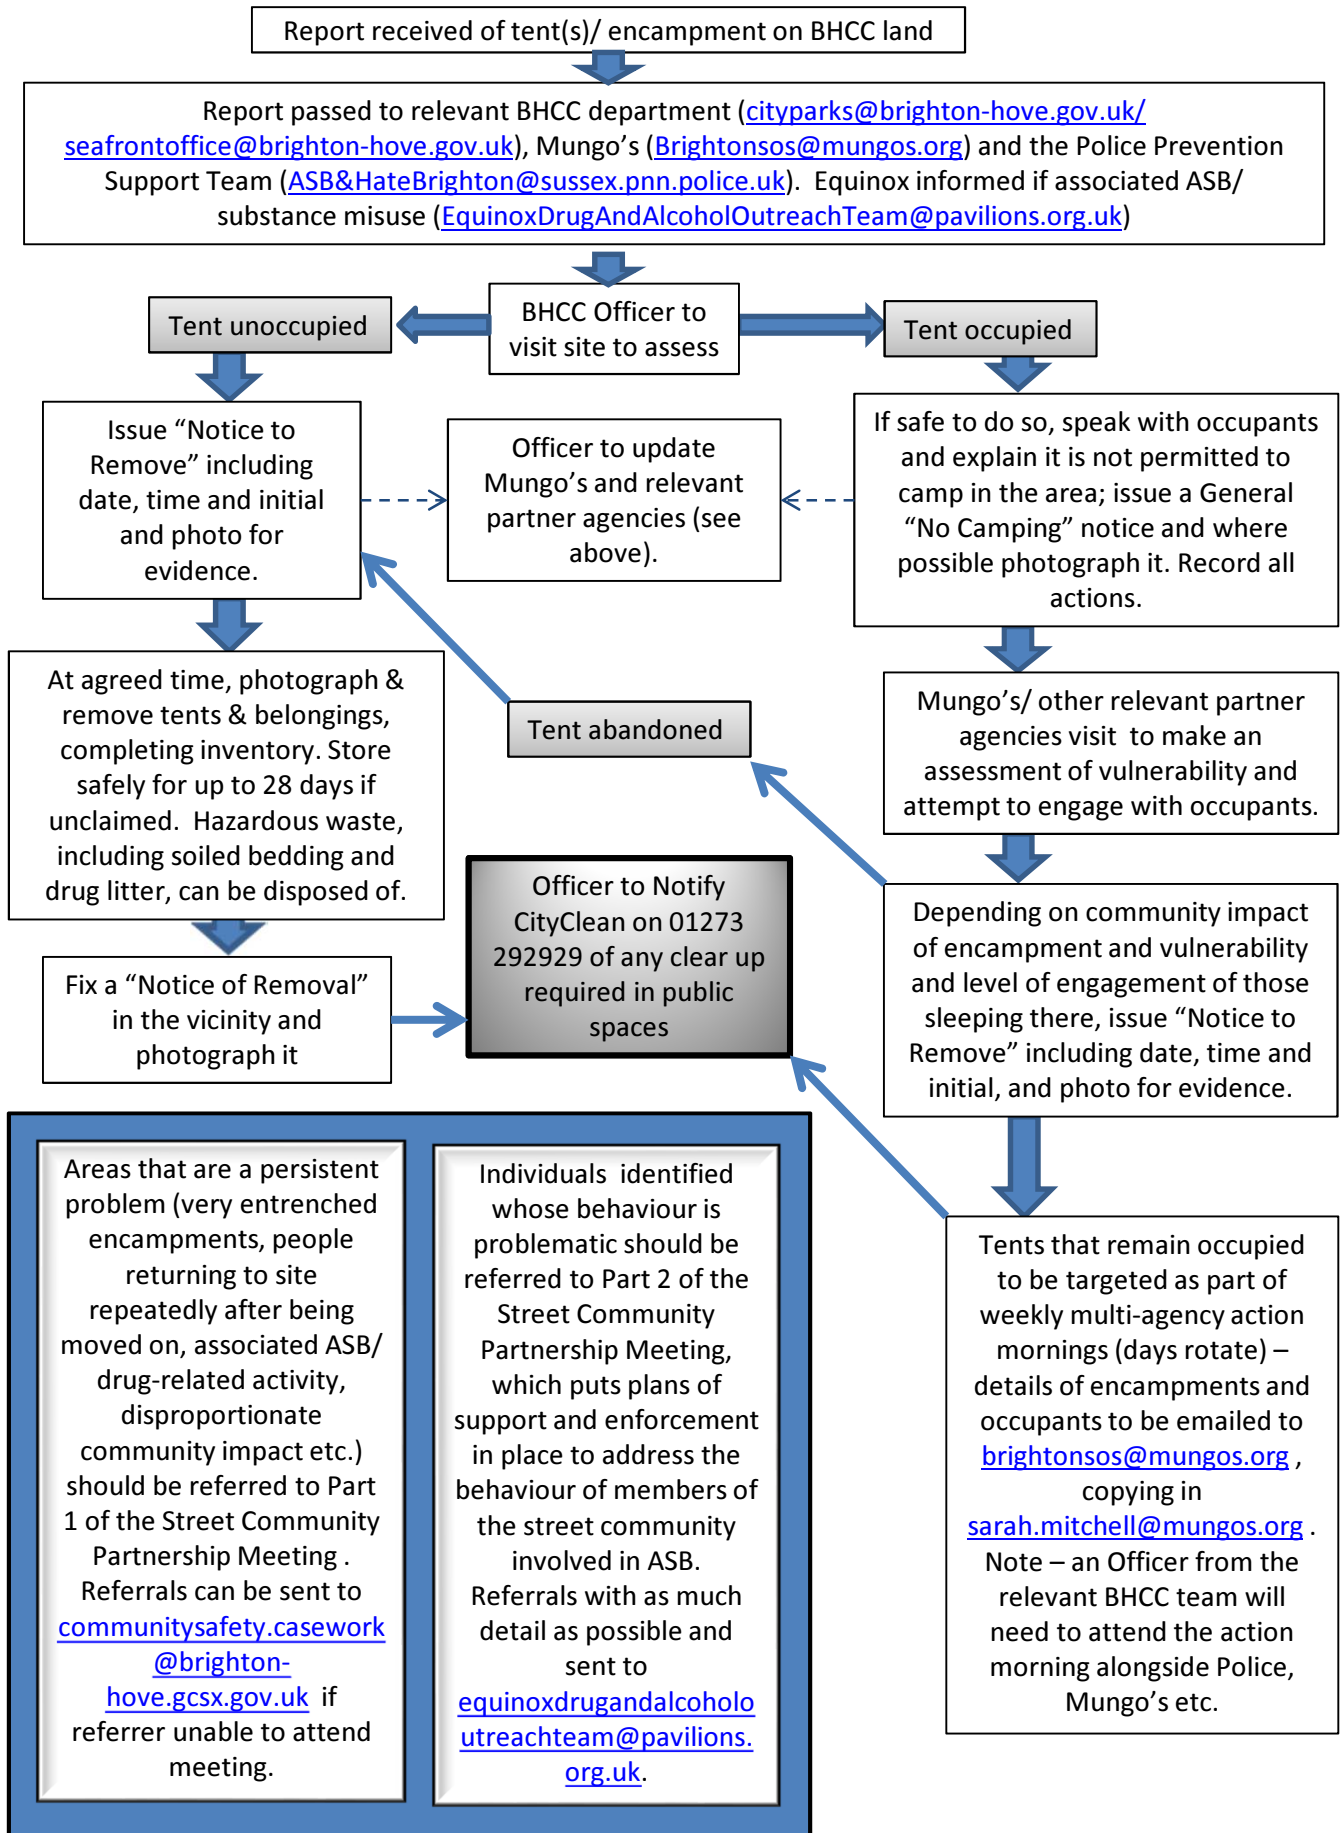 Report received of tent(s)/ encampment on BHCC land
Report passed to relevant BHCC department (cityparks@brighton-hove.gov.uk/
seafrontoffice@brighton-hove.gov.uk), Mungo's (Brightonsos@mungos.org) and the Police Prevention
Support Team (ASB&HateBrighton@sussex.pnn.police.uk).  Equinox informed if associated ASB/
substance misuse (EquinoxDrugAndAlcoholOutreachTeam@pavilions.org.uk)
BHCC Officer to
visit site to assess
Tent unoccupied
Tent occupied
Issue “Notice to
Remove” including
date, time and initial
and photo for
evidence.
Officer to update
Mungo’s and relevant
partner agencies (see
above).
If safe to do so, speak with occupants
and explain it is not permitted to
camp in the area; issue a General
“No Camping” notice and where
possible photograph it. Record all
actions.
At agreed time, photograph &
remove tents & belongings,
completing inventory. Store
safely for up to 28 days if
unclaimed.  Hazardous waste,
including soiled bedding and
drug litter, can be disposed of.
Tent abandoned
Mungo’s/ other relevant partner
agencies visit  to make an
assessment of vulnerability and
attempt to engage with occupants.
Fix a “Notice of Removal”
in the vicinity and
photograph it
Officer to Notify
CityClean on 01273
292929 of any clear up
required in public
spaces
Depending on community impact
of encampment and vulnerability
and level of engagement of those
sleeping there, issue “Notice to
Remove” including date, time and
initial, and photo for evidence.
Areas that are a persistent
problem (very entrenched
encampments, people
returning to site
repeatedly after being
moved on, associated ASB/
drug-related activity,
disproportionate
community impact etc.)
should be referred to Part
1 of the Street Community
Partnership Meeting .
Referrals can be sent to
communitysafety.casework
@brighton-
hove.gcsx.gov.uk  if
referrer unable to attend
meeting.
Individuals  identified
whose behaviour is
problematic should be
referred to Part 2 of the
Street Community
Partnership Meeting,
which puts plans of
support and enforcement
in place to address the
behaviour of members of
the street community
involved in ASB.
Referrals with as much
detail as possible and
sent to
equinoxdrugandalcoholo
utreachteam@pavilions.
org.uk.
Tents that remain occupied
to be targeted as part of
weekly multi-agency action
mornings (days rotate) –
details of encampments and
occupants to be emailed to
brightonsos@mungos.org ,
copying in
sarah.mitchell@mungos.org .
Note – an Officer from the
relevant BHCC team will
need to attend the action
morning alongside Police,
Mungo’s etc.